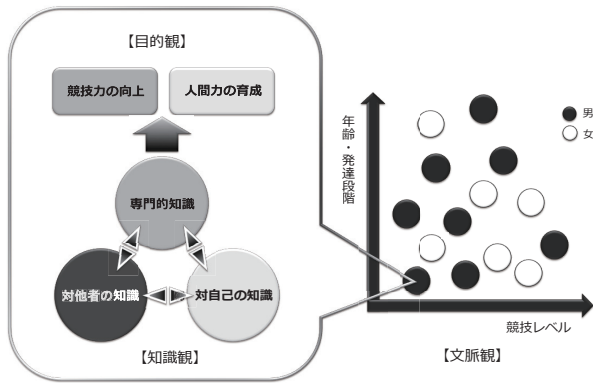 【目的観】
競技力の向上
人間力の育成
専門的知識
対他者の知識
対自己の知識
【知識観】
年齢・発達段階
男
女
競技レベル
【文脈観】